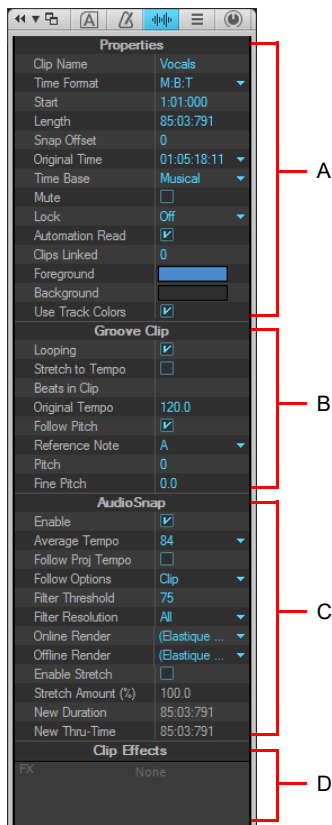 A
Properties
Clip Name Vocals
Time Format M:B:T
Start 1:01:000
Length 85:03:791
Snap Offset 0
Original Time 01:05:18:11
Time Base Musical
Mute
Lock Off
Automation Read
Clips Linked 0
Foreground
Background
Use Track Colors
A
Groove Clip
Looping
Stretch to Tempo
Beats in Clip
Original Tempo 120.0
Follow Pitch
Reference Note A
Pitch 0
Fine Pitch 0.0
B
AudioSnap
Enable
Average Tempo 84
Follow Proj Tempo
Follow Options Clip
Filter Threshold 75
Filter Resolution All
Online Render (Elastique ...
Offline Render (Elastique ...
Enable Stretch
Stretch Amount (%) 100.0
New Duration 85:03:791
New Thru-Time 85:03:791
C
Clip Effects
FX None
D